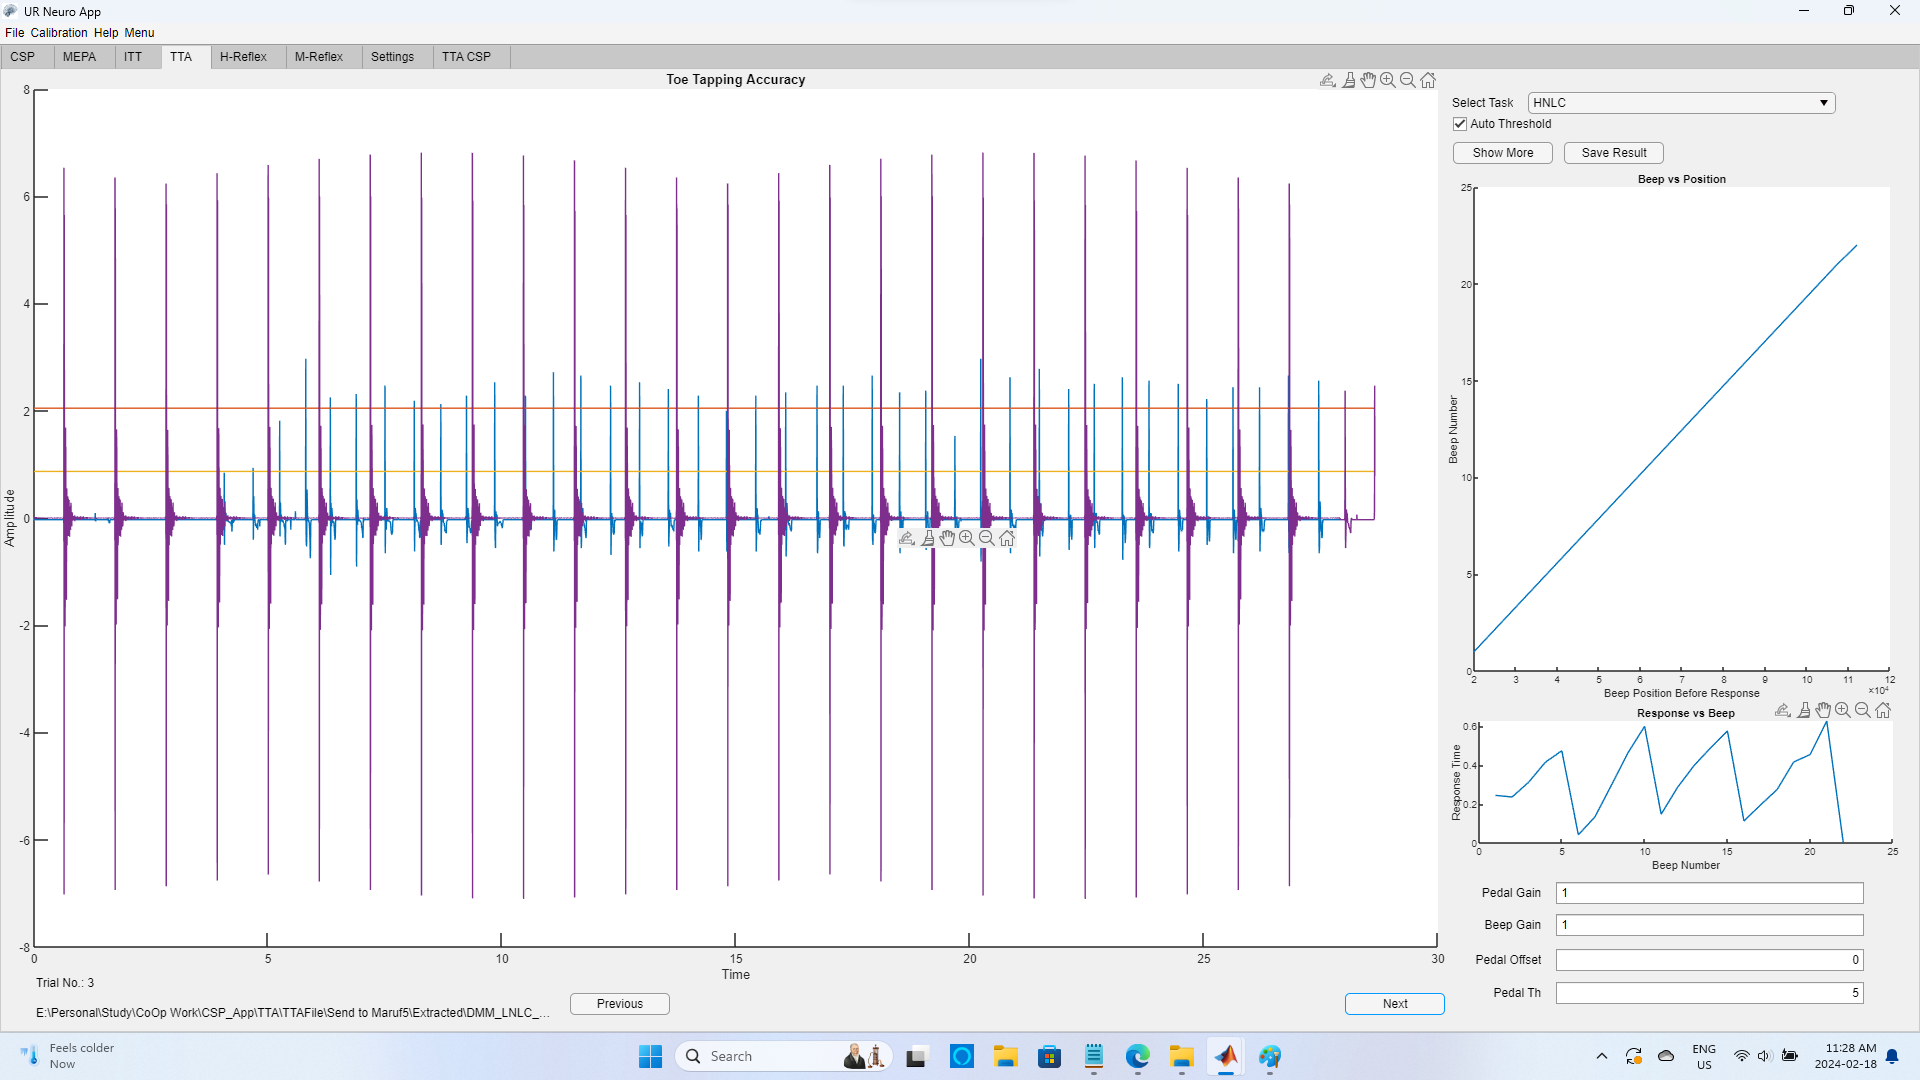 UR Neuro App
File Calibration Help Menu
CSP MEPA ITT TTA H-Reflex M-Reflex Settings TTA CSP
Toe Tapping Accuracy
8
6
4
2
0
-2
-4
-6
-8
Amplitude
0 5 10 15 20 25 30
Time
Trial No.: 3
E:\Personal\Study\CoOp Work\CSP_App\TTA\TTAFile\Send to Maruf5\Extracted\DMM_LNLC_...
Previous
Next
Select Task HNLC
Auto Threshold
Show More Save Result
Beep vs Position
25
20
15
10
5
0
Beep Number
2 3 4 5 6 7 8 9 10 11 12
×10⁴
Beep Position Before Response
Response vs Beep
0.6
0.4
0.2
0
Response Time
0 5 10 15 20 25
Beep Number
Pedal Gain 1
Beep Gain 1
Pedal Offset 0
Pedal Th 5
Feels colder
Now
Search
ENG
US
11:28 AM
2024-02-18